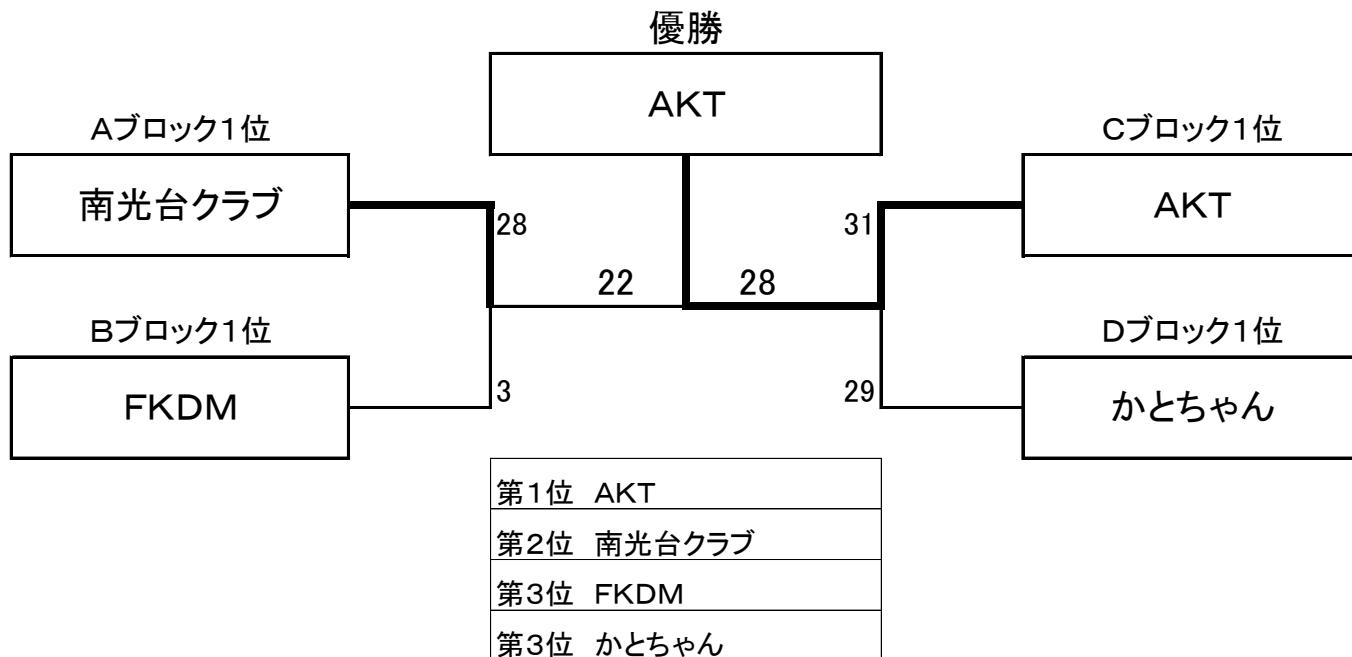 優勝
AKT
Aブロック1位
南光台クラブ
Cブロック1位
AKT
28
31
22
28
Bブロック1位
FKDM
Dブロック1位
かとちゃん
3
29
第1位 AKT
第2位 南光台クラブ
第3位 FKDM
第3位 かとちゃん